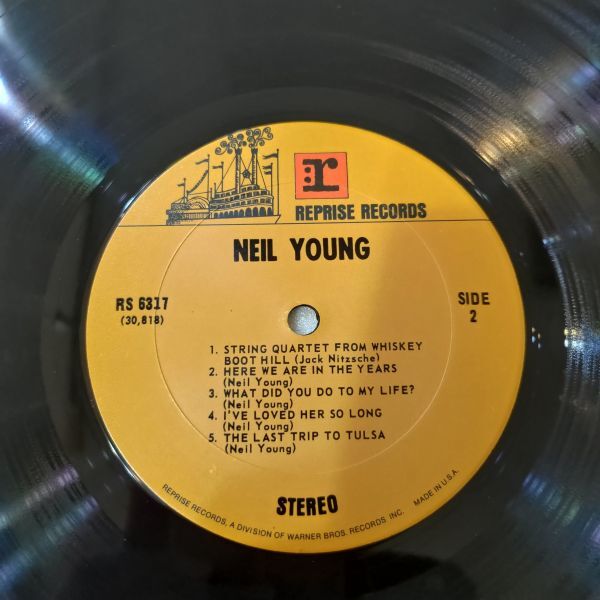 r
REPRISE RECORDS
NEIL YOUNG
RS 6317
(30,818)
SIDE
2
1. STRING QUARTET FROM WHISKEY
BOOT HILL (Jack Nitzsche)
2. HERE WE ARE IN THE YEARS
(Neil Young)
3. WHAT DID YOU DO TO MY LIFE?
(Neil Young)
4. I'VE LOVED HER SO LONG
(Neil Young)
5. THE LAST TRIP TO TULSA
(Neil Young)
STEREO
REPRISE RECORDS, A DIVISION OF WARNER BROS. RECORDS INC. MADE IN U.S.A.